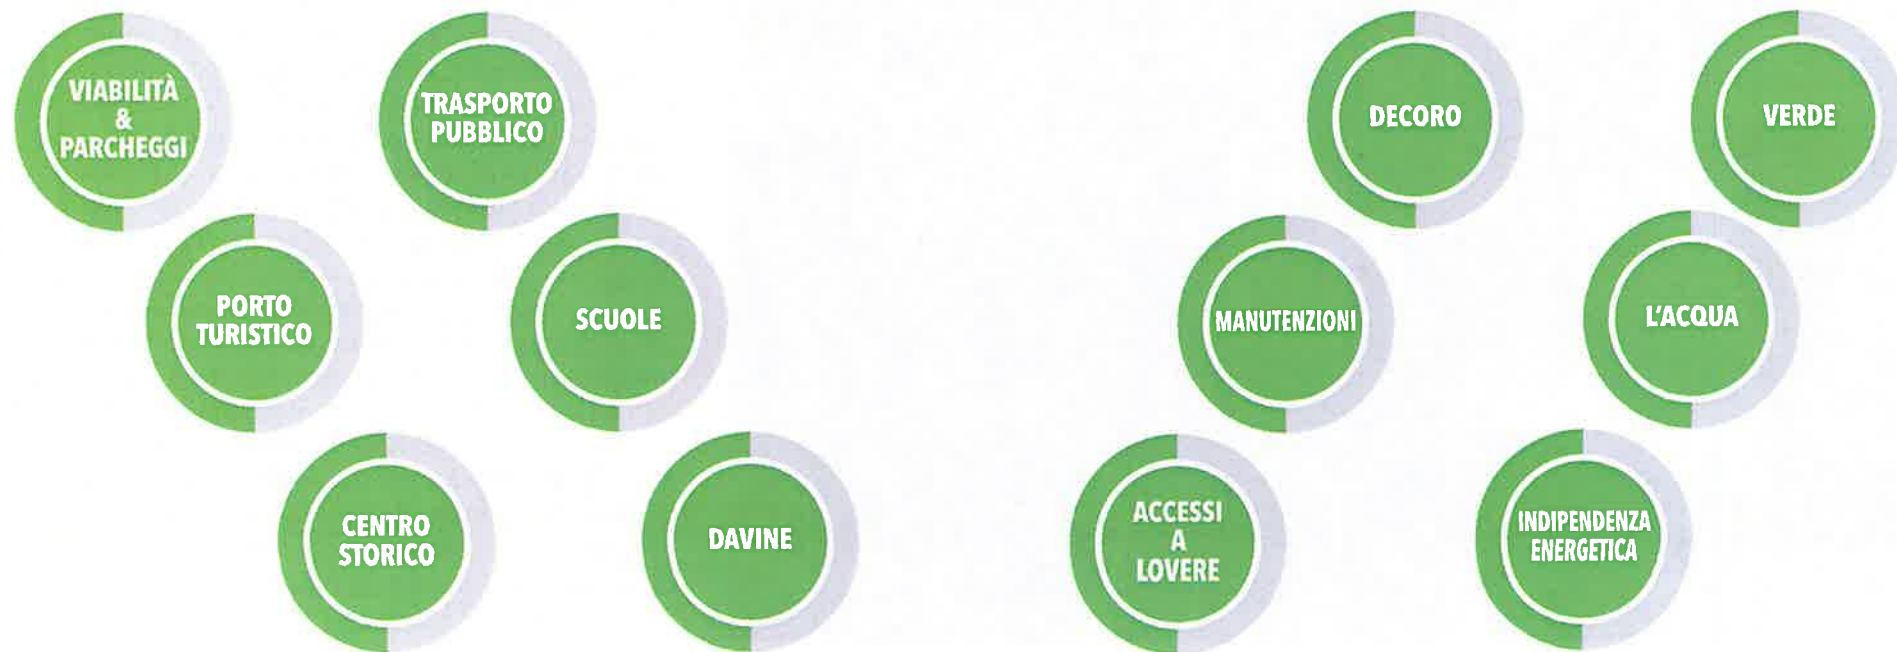 VIABILITÀ
&
PARCHEGGI
TRASPORTO
PUBBLICO
DECORO
VERDE
PORTO
TURISTICO
SCUOLE
MANUTENZIONI
L'ACQUA
CENTRO
STORICO
DAVINE
ACCESSI
A
LOVERE
INDIPENDENZA
ENERGETICA